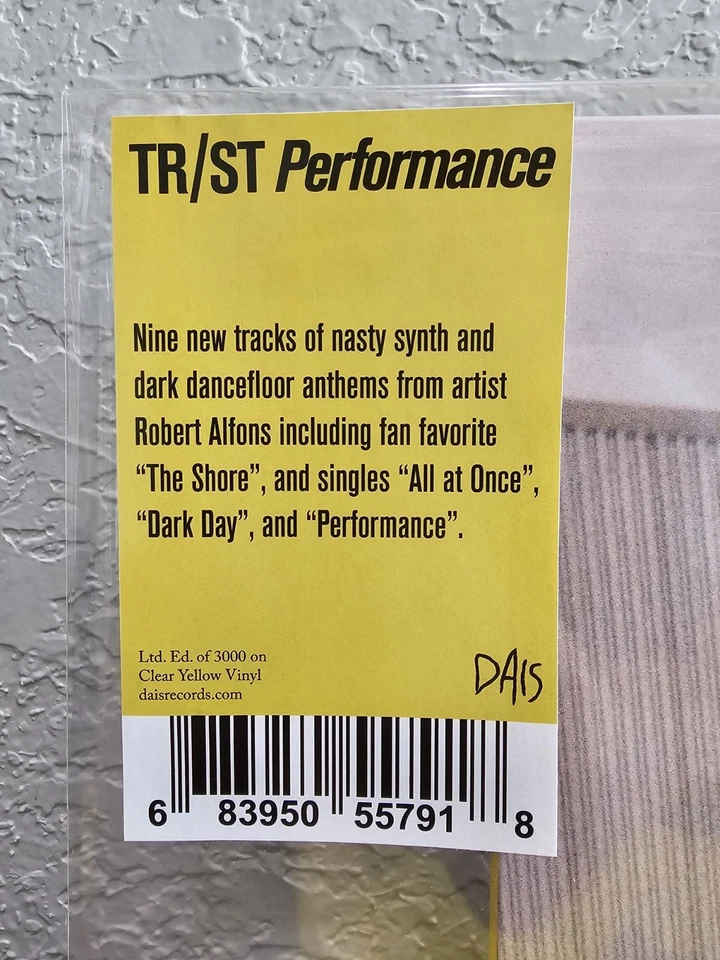 TR/ST Performance
Nine new tracks of nasty synth and
dark dancefloor anthems from artist
Robert Alfons including fan favorite
“The Shore”, and singles “All at Once”,
“Dark Day”, and “Performance”.
Ltd. Ed. of 3000 on
Clear Yellow Vinyl
daisrecords.com
DAIS
6 83950 55791 8